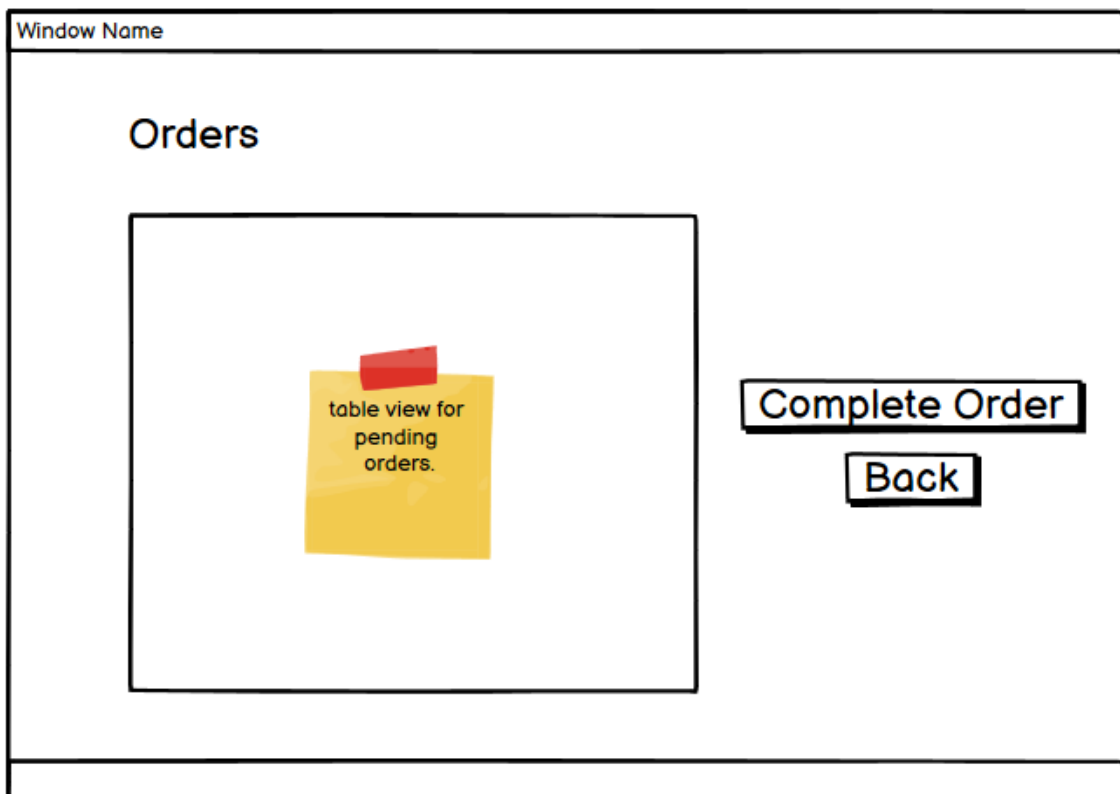 Window Name
Orders
table view for
pending
orders.
Complete Order
Back